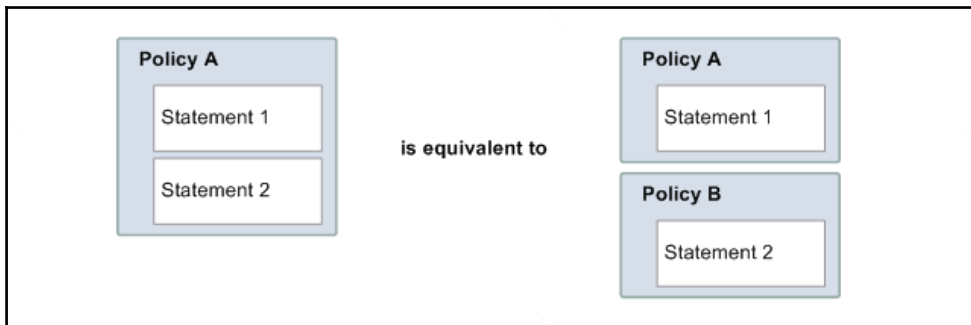 Policy A
Statement 1
Statement 2
is equivalent to
Policy A
Statement 1
Policy B
Statement 2